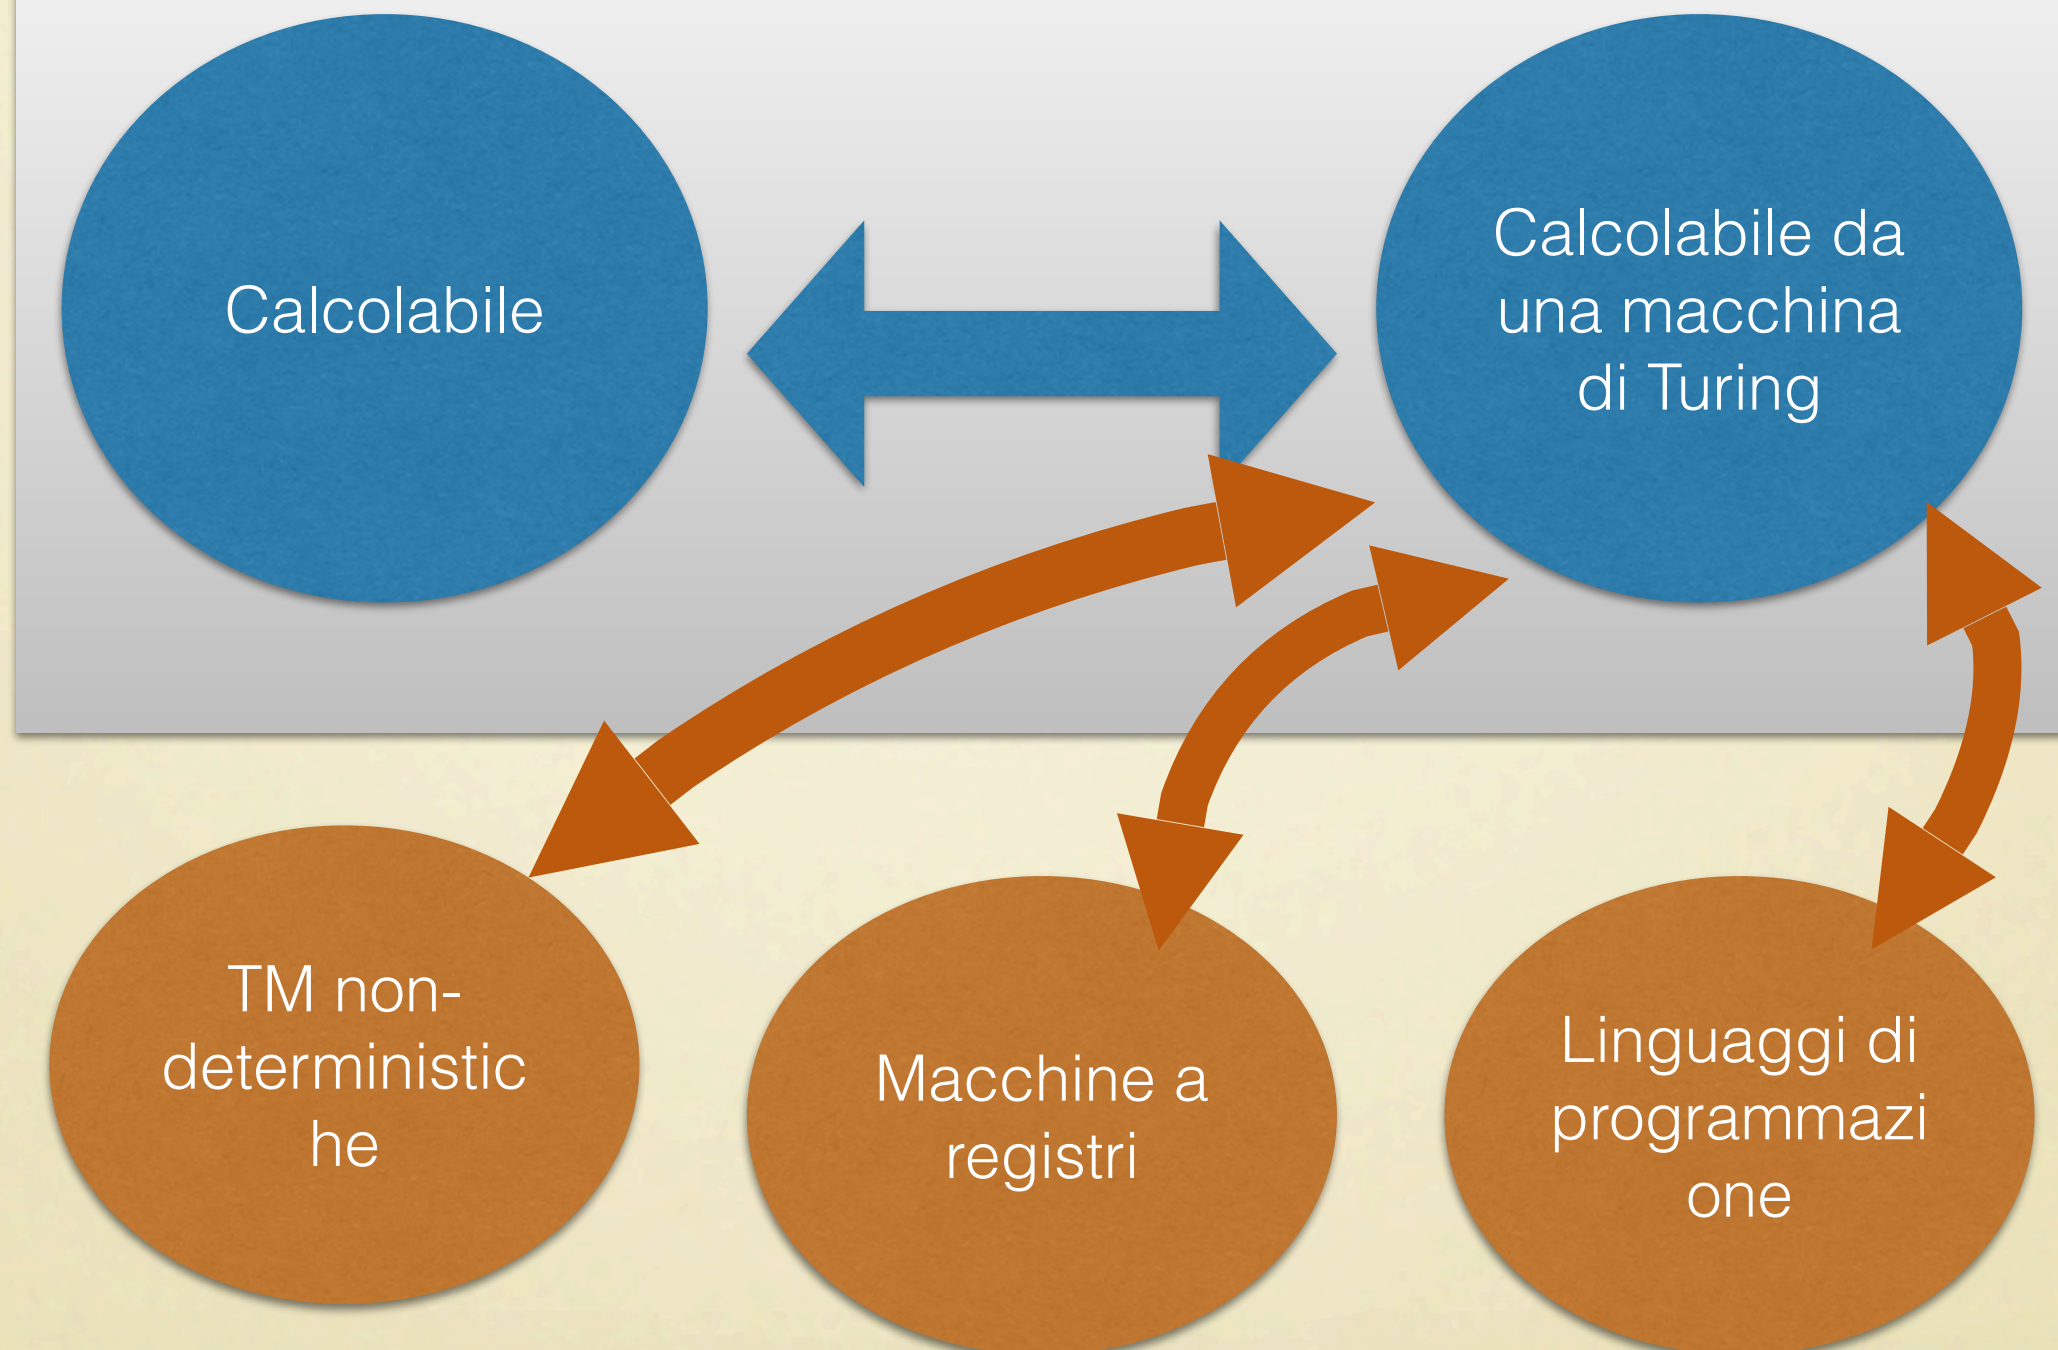 Calcolabile
Calcolabile da
una macchina
di Turing
TM non-
deterministic
he
Macchine a
registri
Linguaggi di
programmazi
one